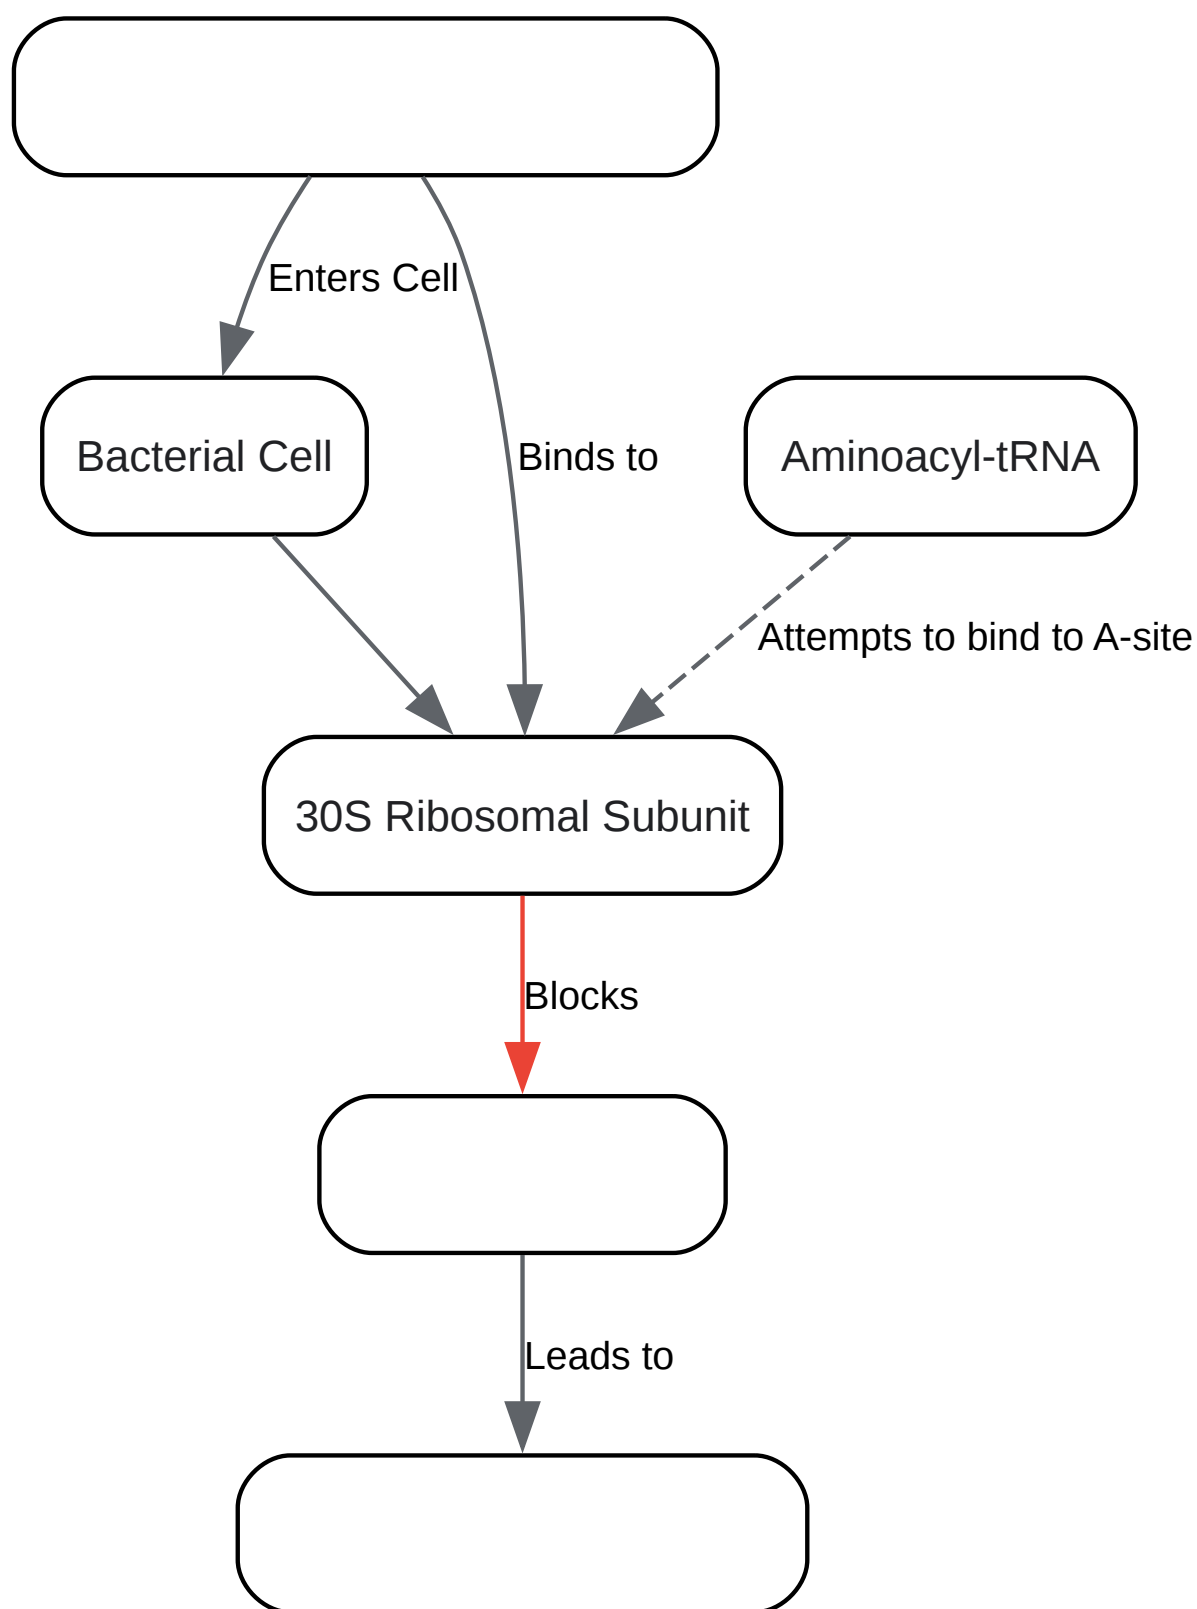 Enters Cell
Bacterial Cell
Binds to
Aminoacyl-tRNA
Attempts to bind to A-site
30S Ribosomal Subunit
Blocks
Leads to